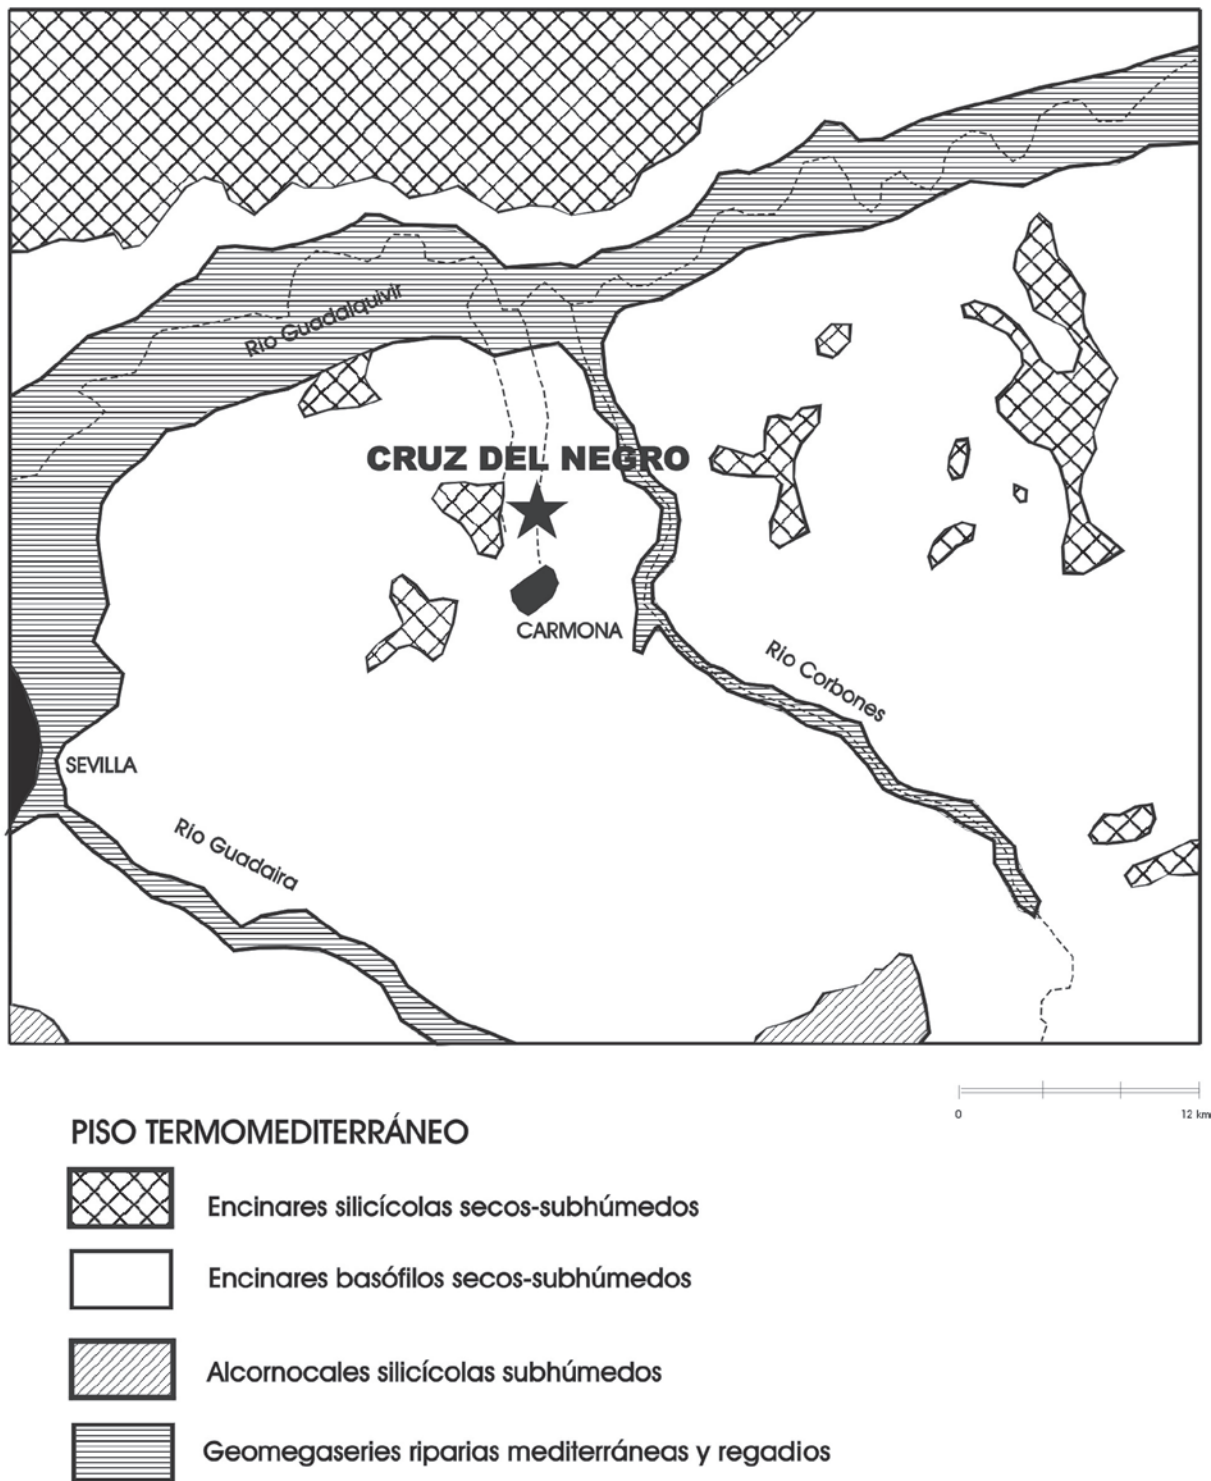 Río Guadalquivir
CRUZ DEL NEGRO
CARMONA
Río Corbones
SEVILLA
Río Guadaira
0 12 km
PISO TERMOMEDITERRÁNEO
Encinares silicícolas secos-subhúmedos
Encinares basófilos secos-subhúmedos
Alcornocales silicícolas subhúmedos
Geomegaseries riparias mediterráneas y regadios